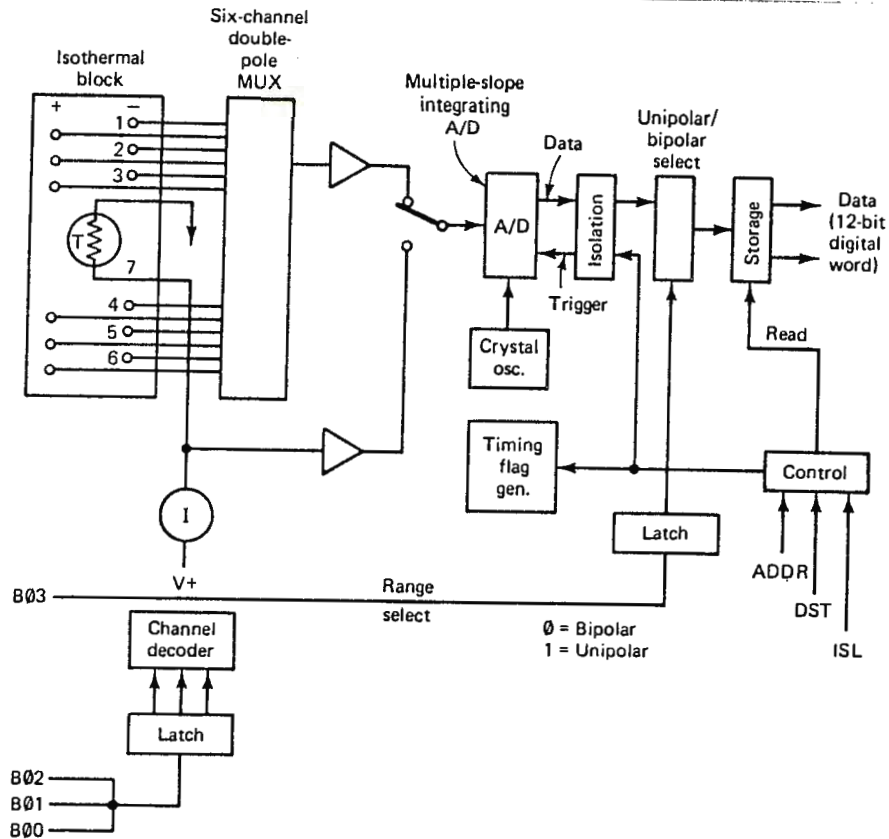 Six-channel
double-
pole
MUX
Isothermal
block
+
−
1
2
3
T
7
4
5
6
Multiple-slope
integrating
A/D
Data
A/D
Trigger
Isolation
Unipolar/
bipolar
select
Storage
Data
(12-bit
digital
word)
Read
Crystal
osc.
Timing
flag
gen.
Control
Latch
ADDR
DST
ISL
I
V+
BØ3
Range
select
Ø = Bipolar
1 = Unipolar
Channel
decoder
Latch
BØ2
BØ1
BØØ